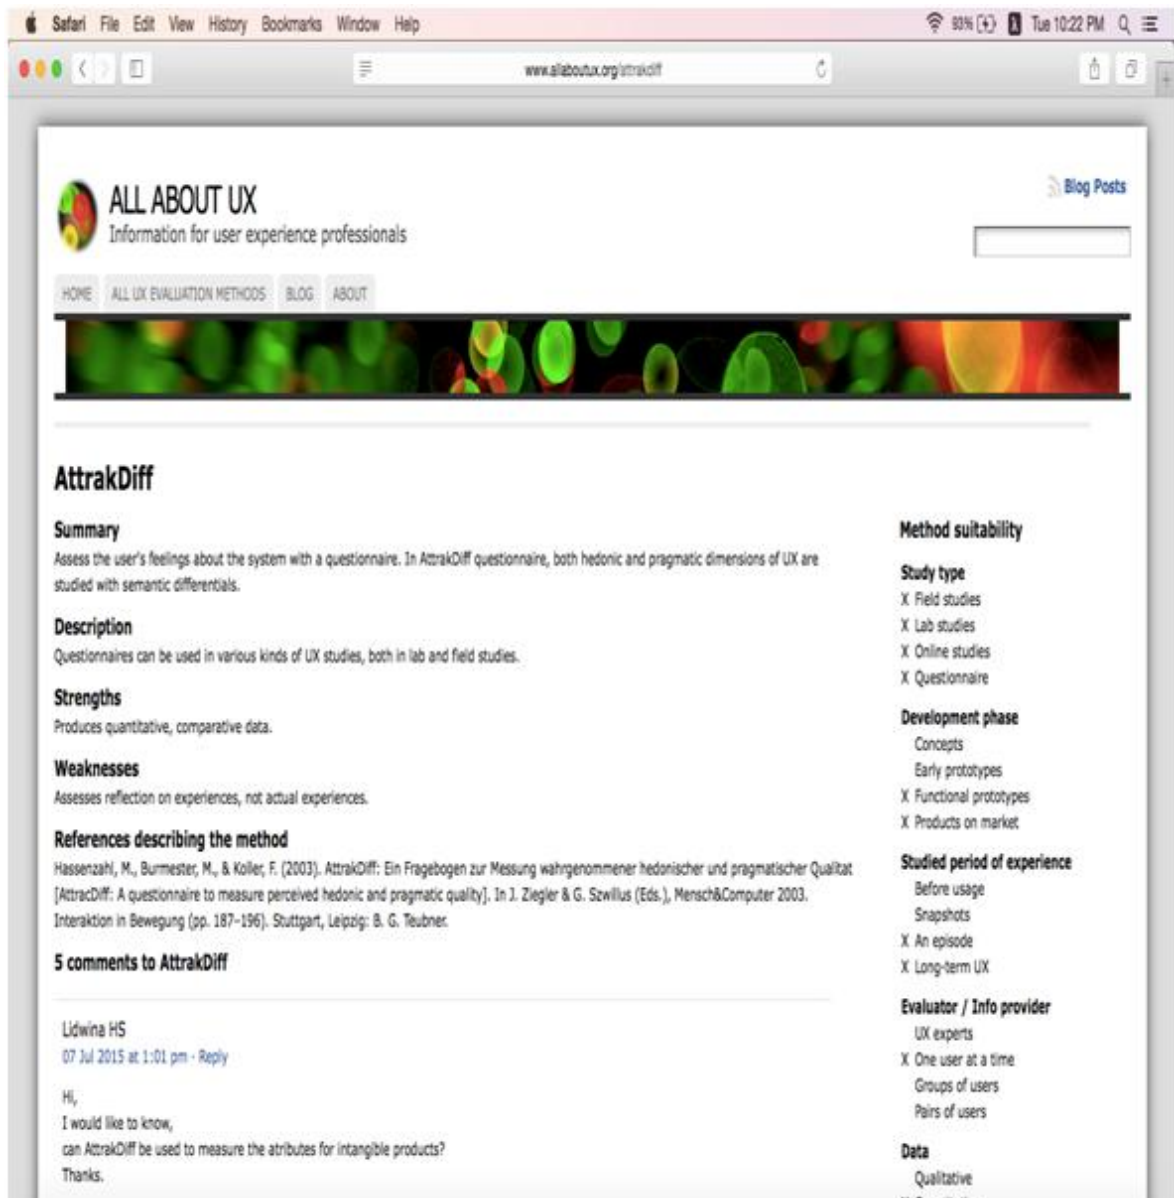 Safari File Edit View History Bookmarks Window Help
93% Tue 10:22 PM
www.allaboutux.org/attrakdiff
ALL ABOUT UX
Information for user experience professionals
Blog Posts
HOME ALL UX EVALUATION METHODS BLOG ABOUT
AttrakDiff
Summary
Assess the user's feelings about the system with a questionnaire. In AttrakDiff questionnaire, both hedonic and pragmatic dimensions of UX are
studied with semantic differentials.
Description
Questionnaires can be used in various kinds of UX studies, both in lab and field studies.
Strengths
Produces quantitative, comparative data.
Weaknesses
Assesses reflection on experiences, not actual experiences.
References describing the method
Hassenzahl, M., Burmester, M., & Koller, F. (2003). AttrakDiff: Ein Fragebogen zur Messung wahrgenommener hedonischer und pragmatischer Qualitat
[AttracDiff: A questionnaire to measure perceived hedonic and pragmatic quality]. In J. Ziegler & G. Szwillus (Eds.), Mensch&Computer 2003.
Interaktion in Bewegung (pp. 187–196). Stuttgart, Leipzig: B. G. Teubner.
5 comments to AttrakDiff
Lidwina HS
07 Jul 2015 at 1:01 pm - Reply
Hi,
I would like to know,
can AttrakDiff be used to measure the atributes for intangible products?
Thanks.
Method suitability
Study type
X Field studies
X Lab studies
X Online studies
X Questionnaire
Development phase
Concepts
Early prototypes
X Functional prototypes
X Products on market
Studied period of experience
Before usage
Snapshots
X An episode
X Long-term UX
Evaluator / Info provider
UX experts
X One user at a time
Groups of users
Pairs of users
Data
Qualitative